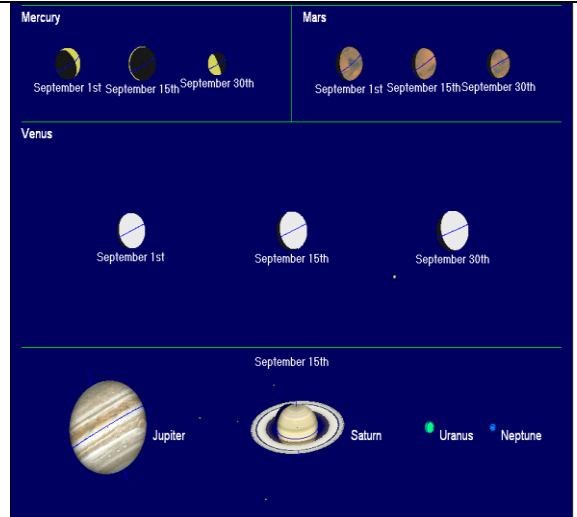 Mercury
Mars
September 1st September 15th September 30th
September 1st September 15th September 30th
Venus
September 1st
September 15th
September 30th
September 15th
Jupiter
Saturn
Uranus
Neptune